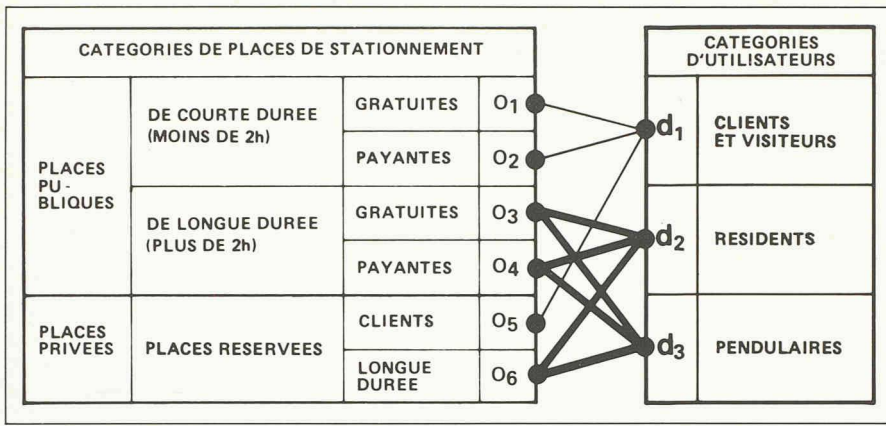 CATEGORIES DE PLACES DE STATIONNEMENT
PLACES
PU-
BLIQUES
DE COURTE DUREE
(MOINS DE 2h)
GRATUITES
O1
PAYANTES
O2
DE LONGUE DUREE
(PLUS DE 2h)
GRATUITES
O3
PAYANTES
O4
PLACES
PRIVEES
PLACES RESERVEES
CLIENTS
O5
LONGUE
DUREE
O6
CATEGORIES
D'UTILISATEURS
d1
CLIENTS
ET VISITEURS
d2
RESIDENTS
d3
PENDULAIRES